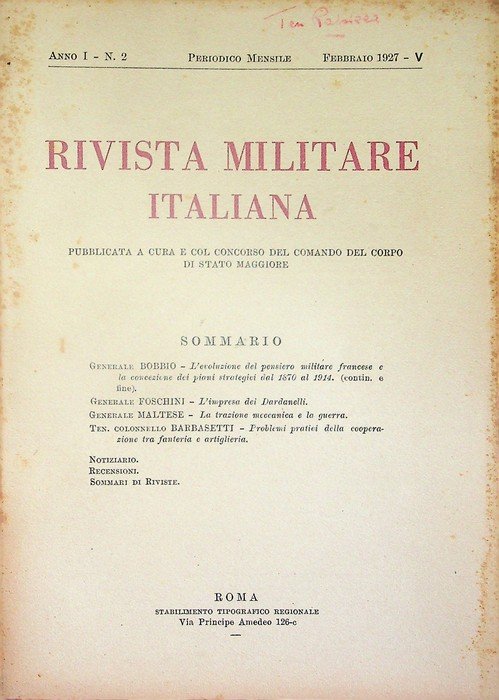 Ten
ANNO I - N. 2 PERIODICO MENSILE FEBBRAIO 1927 - V
RIVISTA MILITARE
ITALIANA
PUBBLICATA A CURA E COL CONCORSO DEL COMANDO DEL CORPO
DI STATO MAGGIORE
SOMMARIO
GENERALE BOBBIO - L'evoluzione del pensiero militare francese e
la concezione dei piani strategici dal 1870 al 1914. (contin. e
fine).
GENERALE FOSCHINI - L'impresa dei Dardanelli.
GENERALE MALTESE - La trazione meccanica e la guerra.
TEN. COLONNELLO BARBASETTI - Problemi pratici della coopera-
zione tra fanteria e artiglieria.
NOTIZIARIO.
RECENSIONI.
SOMMARI DI RIVISTE.
ROMA
STABILIMENTO TIPOGRAFICO REGIONALE
Via Principe Amedeo 126-c